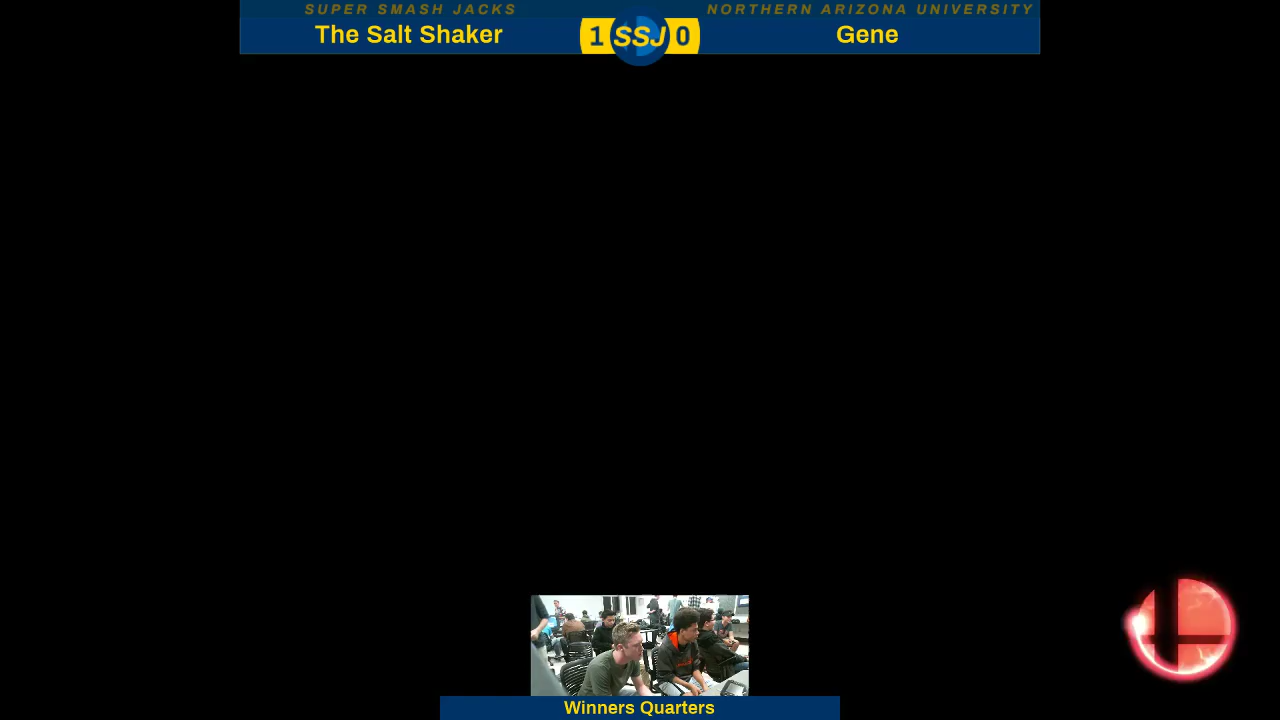 SUPER SMASH JACKS
NORTHERN ARIZONA UNIVERSITY
The Salt Shaker
1
SSJ
0
Gene
Winners Quarters